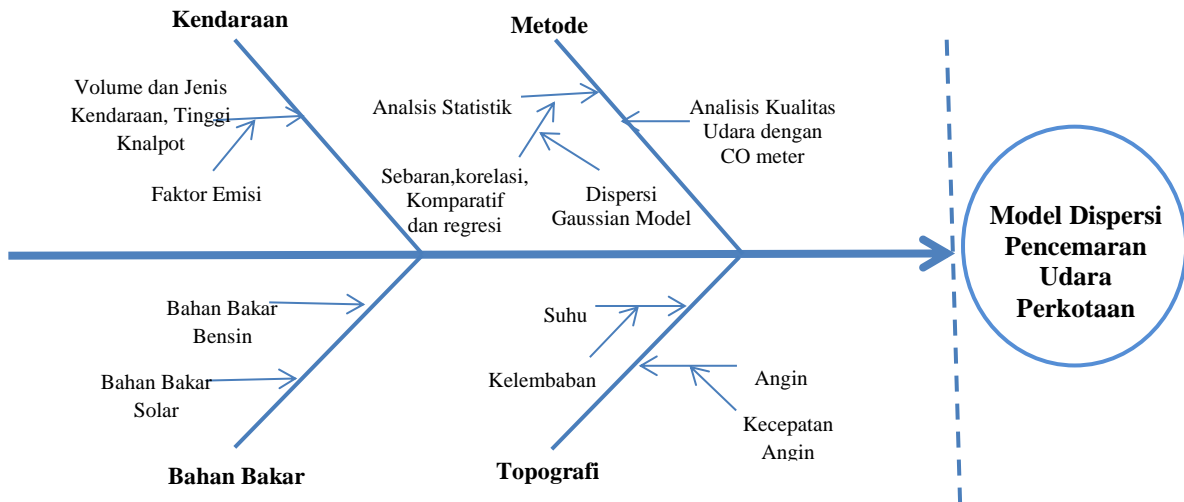 Kendaraan
Metode
Volume dan Jenis
Kendaraan, Tinggi
Knalpot
Faktor Emisi
Analsis Statistik
Analisis Kualitas
Udara dengan
CO meter
Sebaran,korelasi,
Komparatif
dan regresi
Dispersi
Gaussian Model
Model Dispersi
Pencemaran
Udara
Perkotaan
Bahan Bakar
Bensin
Bahan Bakar
Solar
Bahan Bakar
Suhu
Kelembaban
Angin
Kecepatan
Angin
Topografi